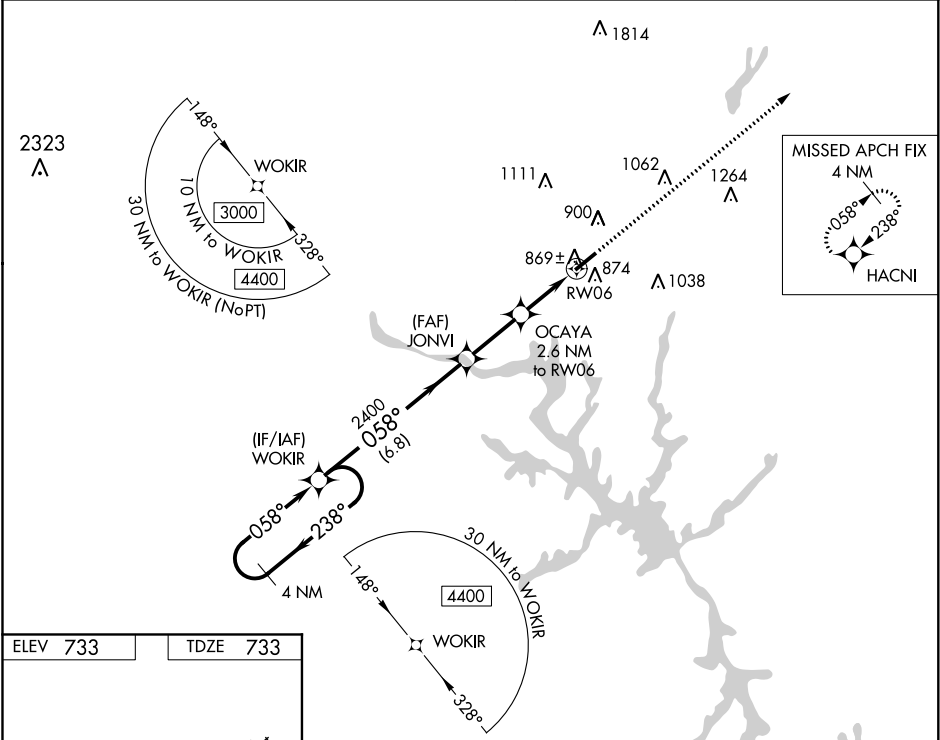 1814
2323
148°
WOKIR
10 NM to WOKIR
3000
328°
30 NM to WOKIR (NoPT)
4400
1111
1062
1264
900
869±
874
RW06
1038
MISSED APCH FIX
4 NM
058°
238°
HACNI
(FAF)
JONVI
OCAYA
2.6 NM
to RW06
2400
058°
(6.8)
(IF/IAF)
WOKIR
058°
238°
4 NM
30 NM to WOKIR
148°
4400
WOKIR
328°
ELEV 733
TDZE 733